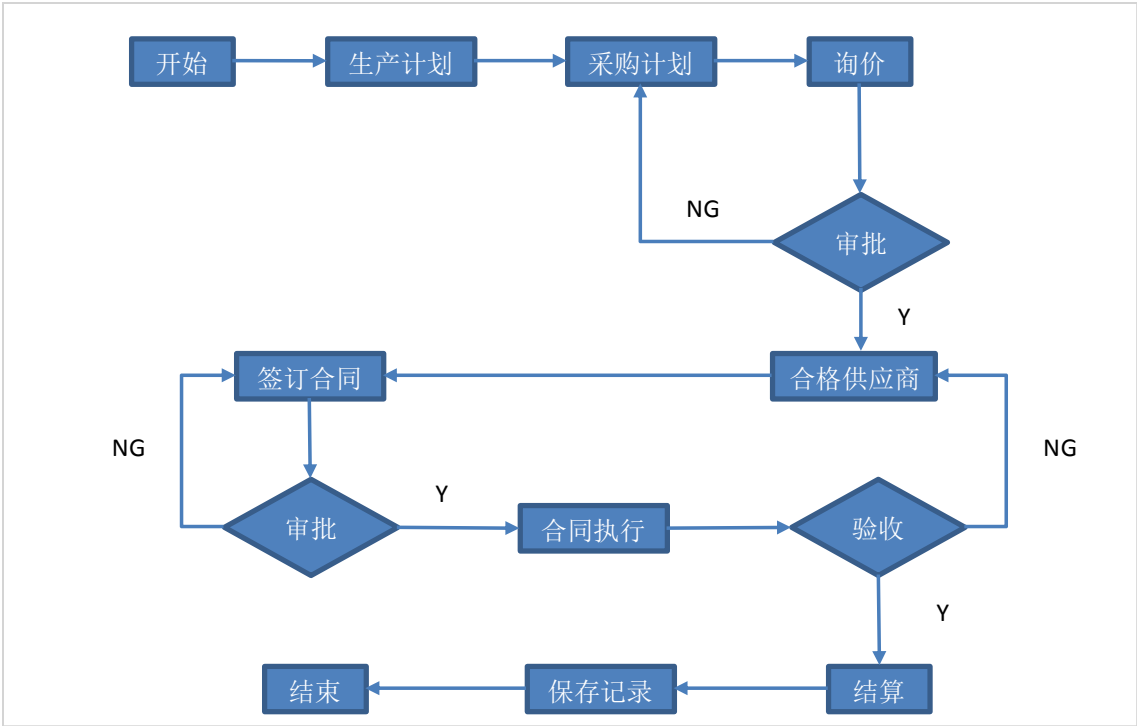 开始
生产计划
采购计划
询价
NG
审批
Y
签订合同
合格供应商
NG
NG
Y
审批
合同执行
验收
Y
结束
保存记录
结算